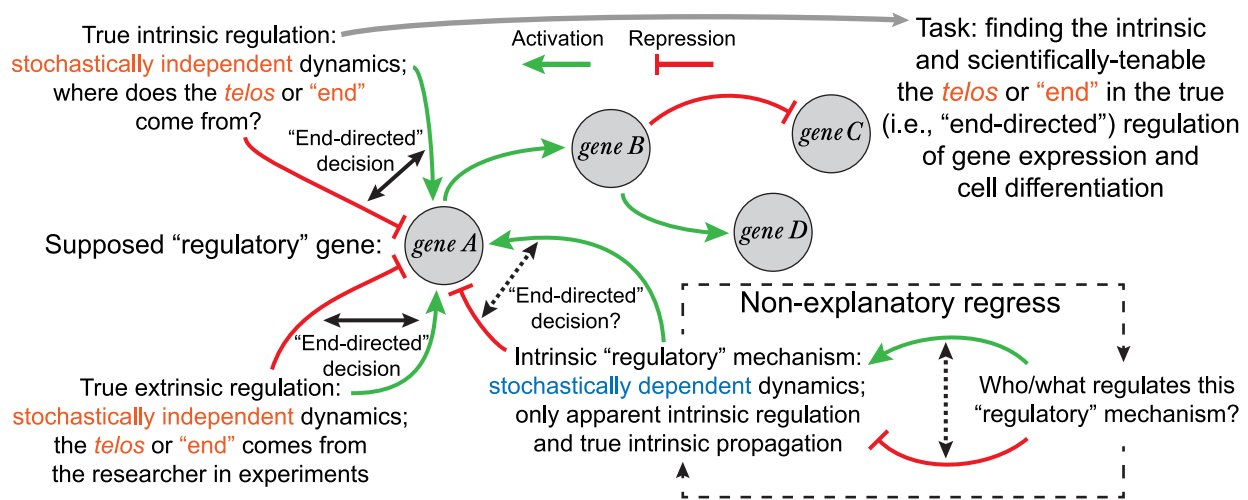 True intrinsic regulation:
stochastically independent dynamics;
where does the telos or “end”
come from?
Activation
Repression
Task: finding the intrinsic
and scientifically-tenable
the telos or “end” in the true
(i.e., “end-directed”) regulation
of gene expression and
cell differentiation
“End-directed”
decision
gene B
gene C
gene D
Supposed “regulatory” gene:
gene A
“End-directed”
decision?
“End-directed”
decision
Non-explanatory regress
True extrinsic regulation:
stochastically independent dynamics;
the telos or “end” comes from
the researcher in experiments
Intrinsic “regulatory” mechanism:
stochastically dependent dynamics;
only apparent intrinsic regulation
and true intrinsic propagation
Who/what regulates this
“regulatory” mechanism?